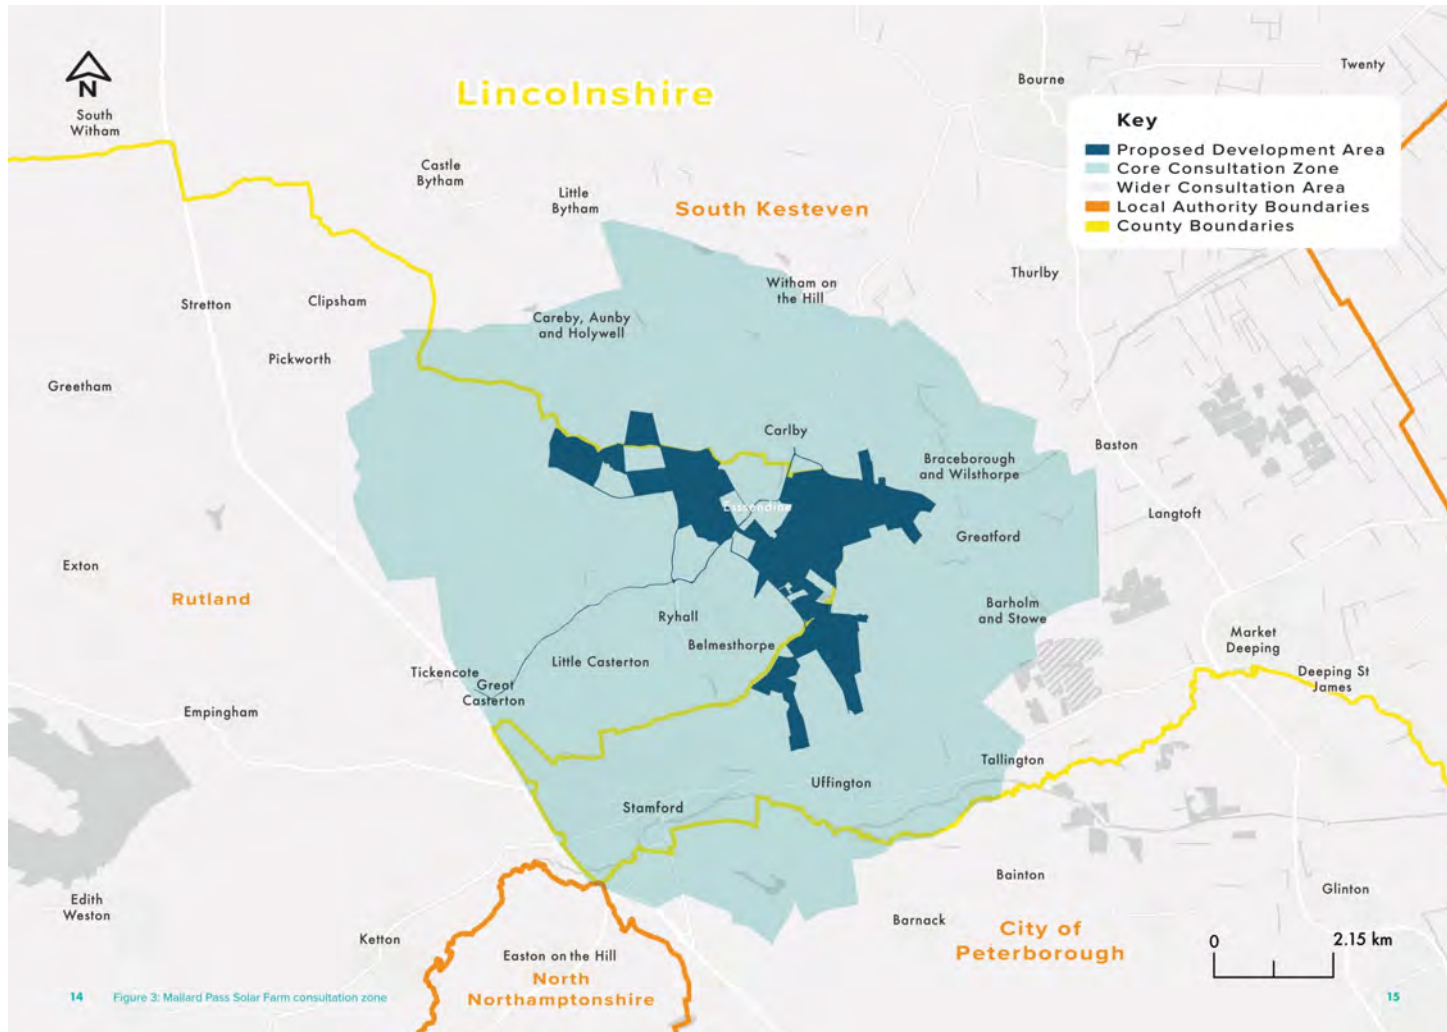 N
South
Witham
Lincolnshire
Bourne
Twenty
Key
Proposed Development Area
Core Consultation Zone
Wider Consultation Area
Local Authority Boundaries
County Boundaries
Castle
Bytham
Little
Bytham
South Kesteven
Thurlby
Witham on
the Hill
Stretton
Clipsham
Careby, Aunby
and Holywell
Pickworth
Greetham
Carlby
Baston
Braceborough
and Wilsthorpe
Essendine
Langtoft
Greatford
Exton
Rutland
Ryhall
Barholm
and Stowe
Belmesthorpe
Market
Deeping
Little Casterton
Tickencote
Great
Casterton
Deeping St
James
Empingham
Tallington
Uffington
Stamford
Bainton
Glinton
Edith
Weston
Barnack
City of
Peterborough
Ketton
0
2.15 km
Easton on the Hill
North
Northamptonshire
14
Figure 3: Mallard Pass Solar Farm consultation zone
15